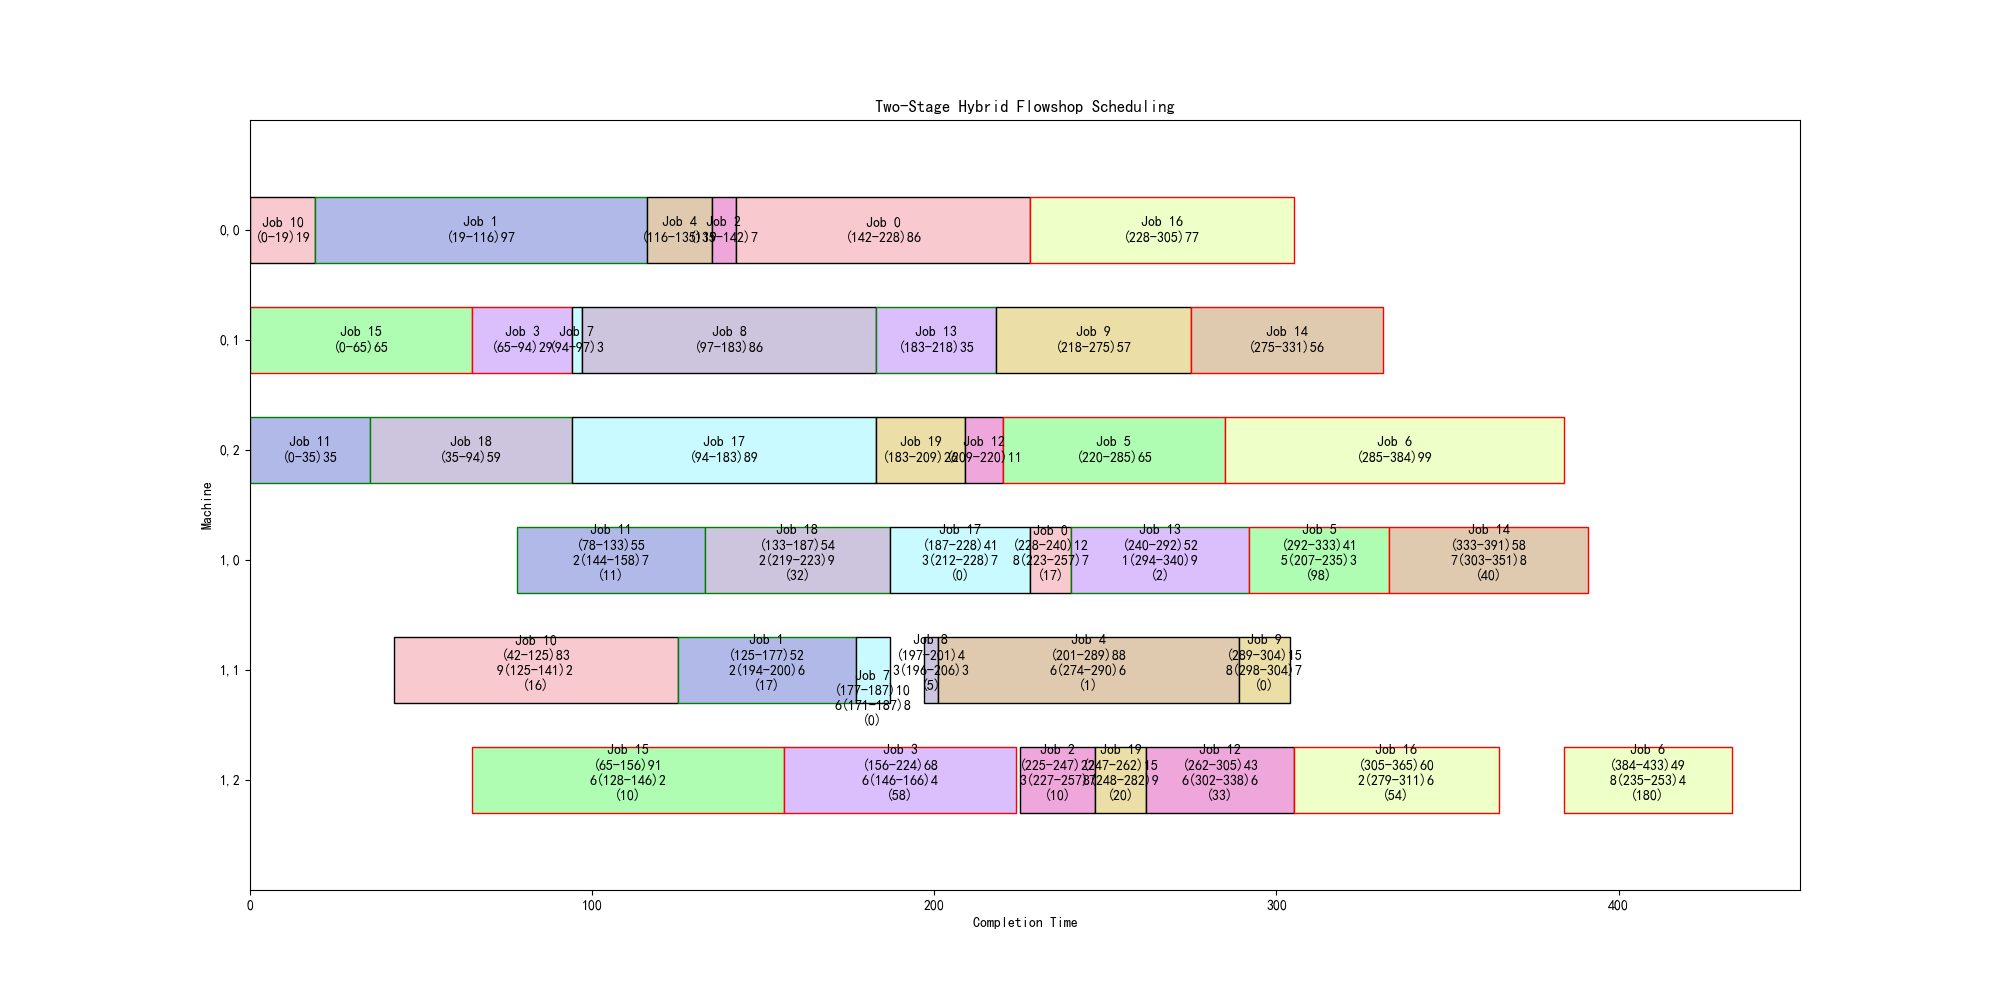 Two-Stage Hybrid Flowshop Scheduling
Machine
0,0
Job 10
(0-19)19
Job 1
(19-116)97
Job 4
(116-135)19
Job 2
(135-142)7
Job 0
(142-228)86
Job 16
(228-305)77
0,1
Job 15
(0-65)65
Job 3
(65-94)29
Job 7
(94-97)3
Job 8
(97-183)86
Job 13
(183-218)35
Job 9
(218-275)57
Job 14
(275-331)56
0,2
Job 11
(0-35)35
Job 18
(35-94)59
Job 17
(94-183)89
Job 19
(183-209)26
Job 12
(209-220)11
Job 5
(220-285)65
Job 6
(285-384)99
1,0
Job 11
(78-133)55
2(144-158)7
(11)
Job 18
(133-187)54
2(219-223)9
(32)
Job 17
(187-228)41
3(212-228)7
(0)
Job 0
(228-240)12
8(223-257)7
(17)
Job 13
(240-292)52
1(294-340)9
(2)
Job 5
(292-333)41
5(207-235)3
(98)
Job 14
(333-391)58
7(303-351)8
(40)
1,1
Job 10
(42-125)83
9(125-141)2
(16)
Job 1
(125-177)52
2(194-200)6
(17)
Job 7
(177-187)10
6(171-187)8
(0)
Job 8
(197-201)4
3(196-206)3
(5)
Job 4
(201-289)88
6(274-290)6
(1)
Job 9
(289-304)15
8(298-304)7
(0)
1,2
Job 15
(65-156)91
6(128-146)2
(10)
Job 3
(156-224)68
6(146-166)4
(58)
Job 2
(225-247)22
(10)
Job 19
(247-262)15
(20)
Job 12
(262-305)43
6(302-338)6
(33)
Job 16
(305-365)60
2(279-311)6
(54)
Job 6
(384-433)49
8(235-253)4
(180)
0
100
200
300
400
Completion Time